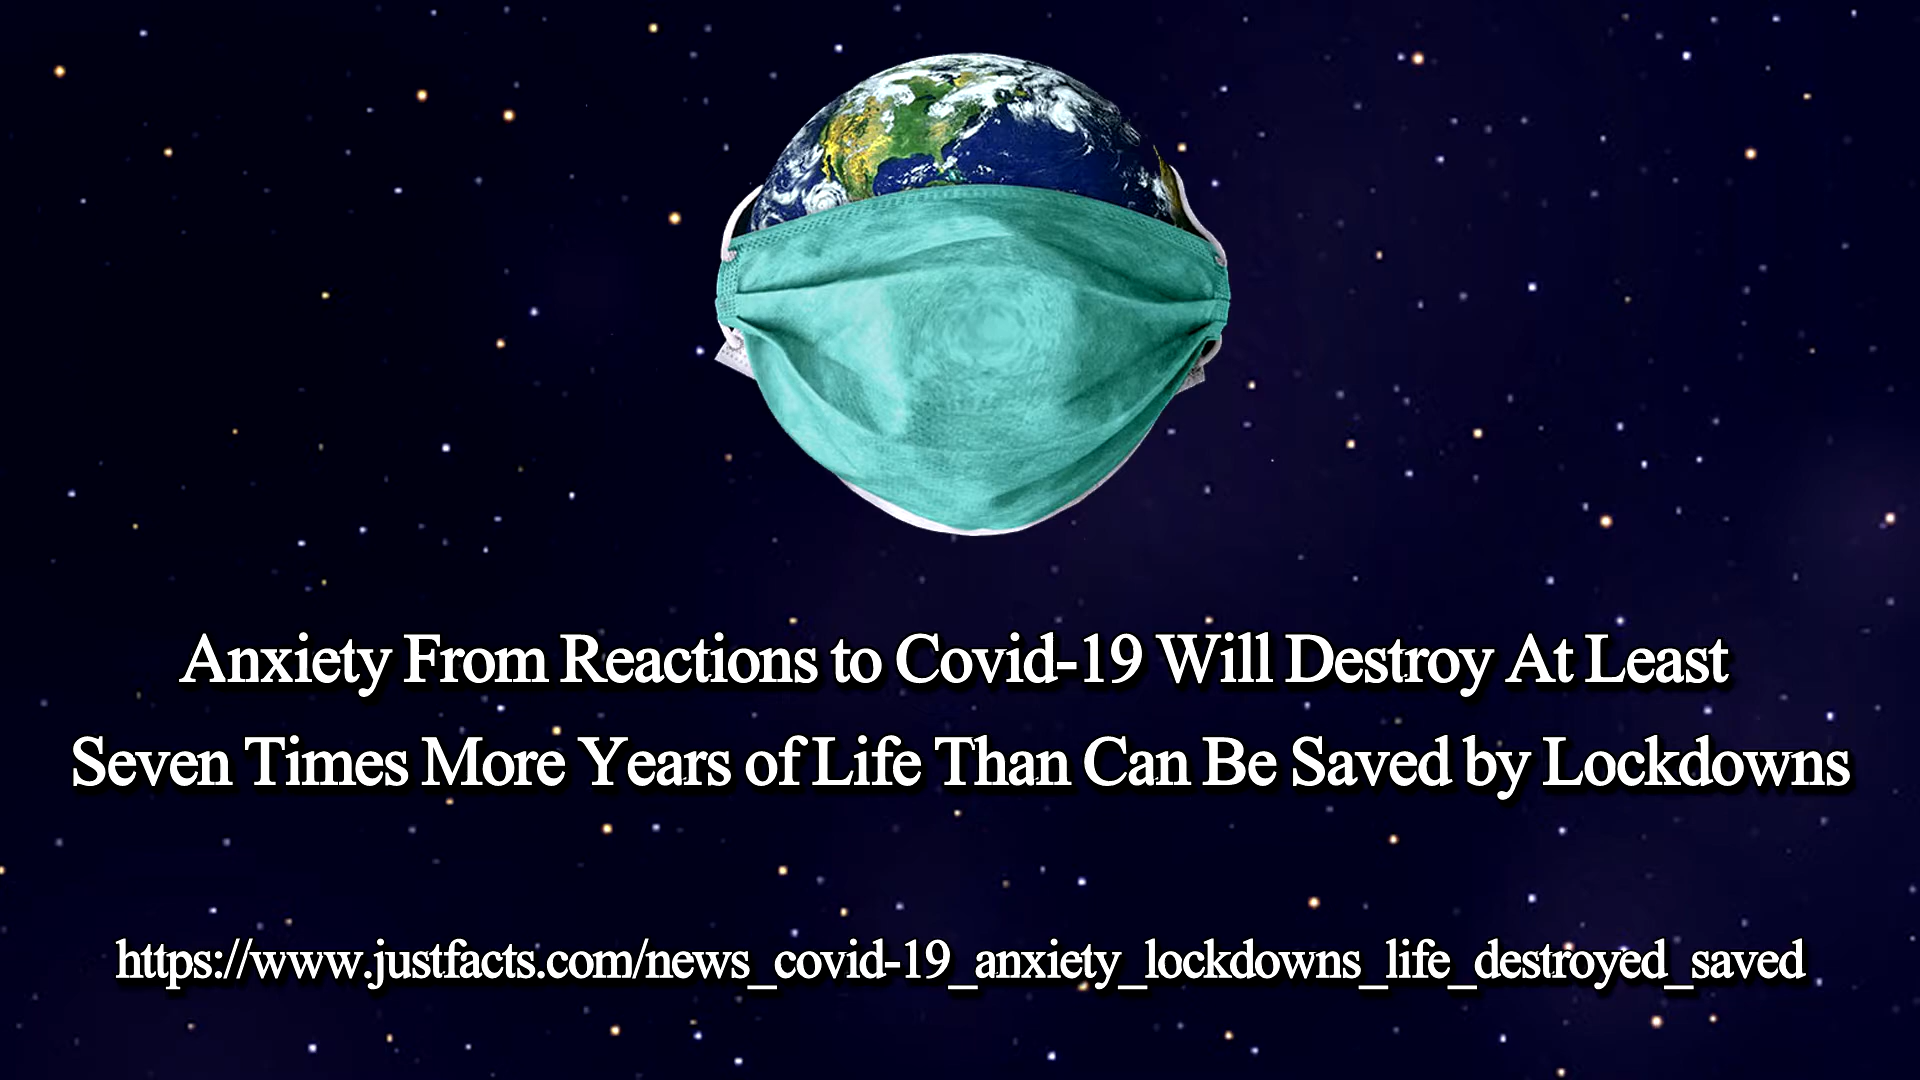 Anxiety From Reactions to Covid-19 Will Destroy At Least
Seven Times More Years of Life Than Can Be Saved by Lockdowns
https://www.justfacts.com/news_covid-19_anxiety_lockdowns_life_destroyed_saved